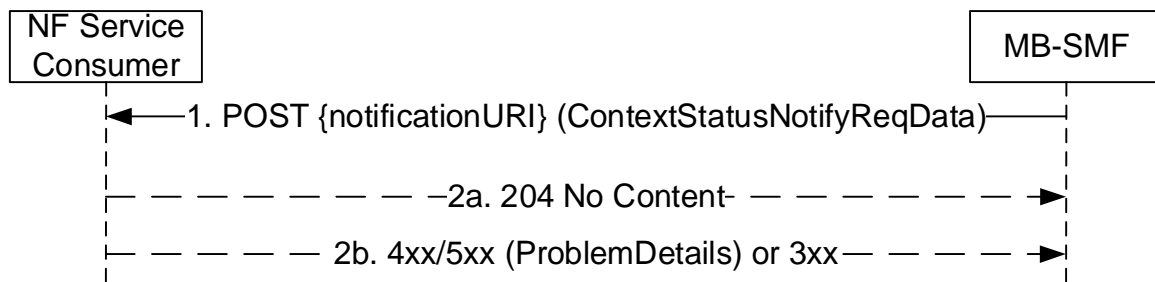 NF Service
Consumer
MB-SMF
1. POST {notificationURI} (ContextStatusNotifyReqData)
2a. 204 No Content
2b. 4xx/5xx (ProblemDetails) or 3xx